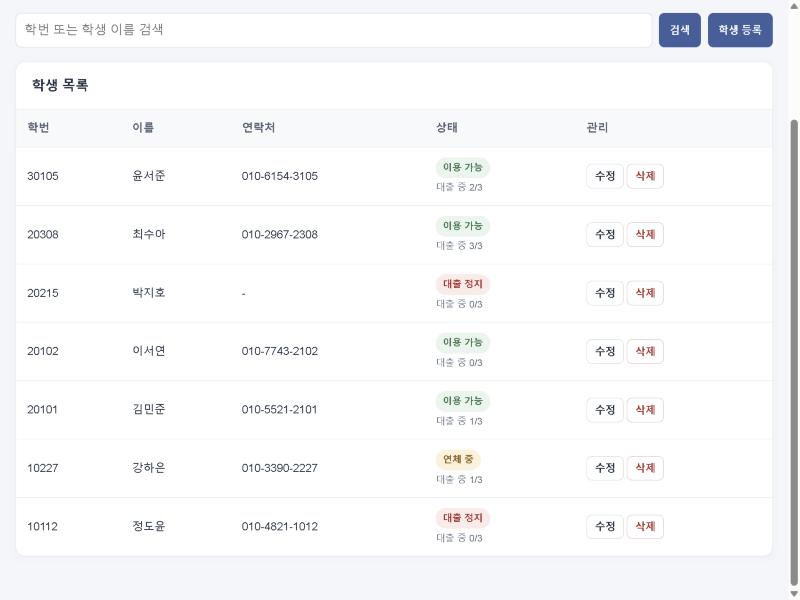 학번 또는 학생 이름 검색 검색 학생 등록
학생 목록
학번 이름 연락처 상태 관리
30105 윤서준 010-6154-3105 이용 가능 수정 삭제
대출 중 2/3
20308 최수아 010-2967-2308 이용 가능 수정 삭제
대출 중 3/3
20215 박지호 - 대출 정지 수정 삭제
대출 중 0/3
20102 이서연 010-7743-2102 이용 가능 수정 삭제
대출 중 0/3
20101 김민준 010-5521-2101 이용 가능 수정 삭제
대출 중 1/3
10227 강하은 010-3390-2227 연체 중 수정 삭제
대출 중 1/3
10112 정도윤 010-4821-1012 대출 정지 수정 삭제
대출 중 0/3